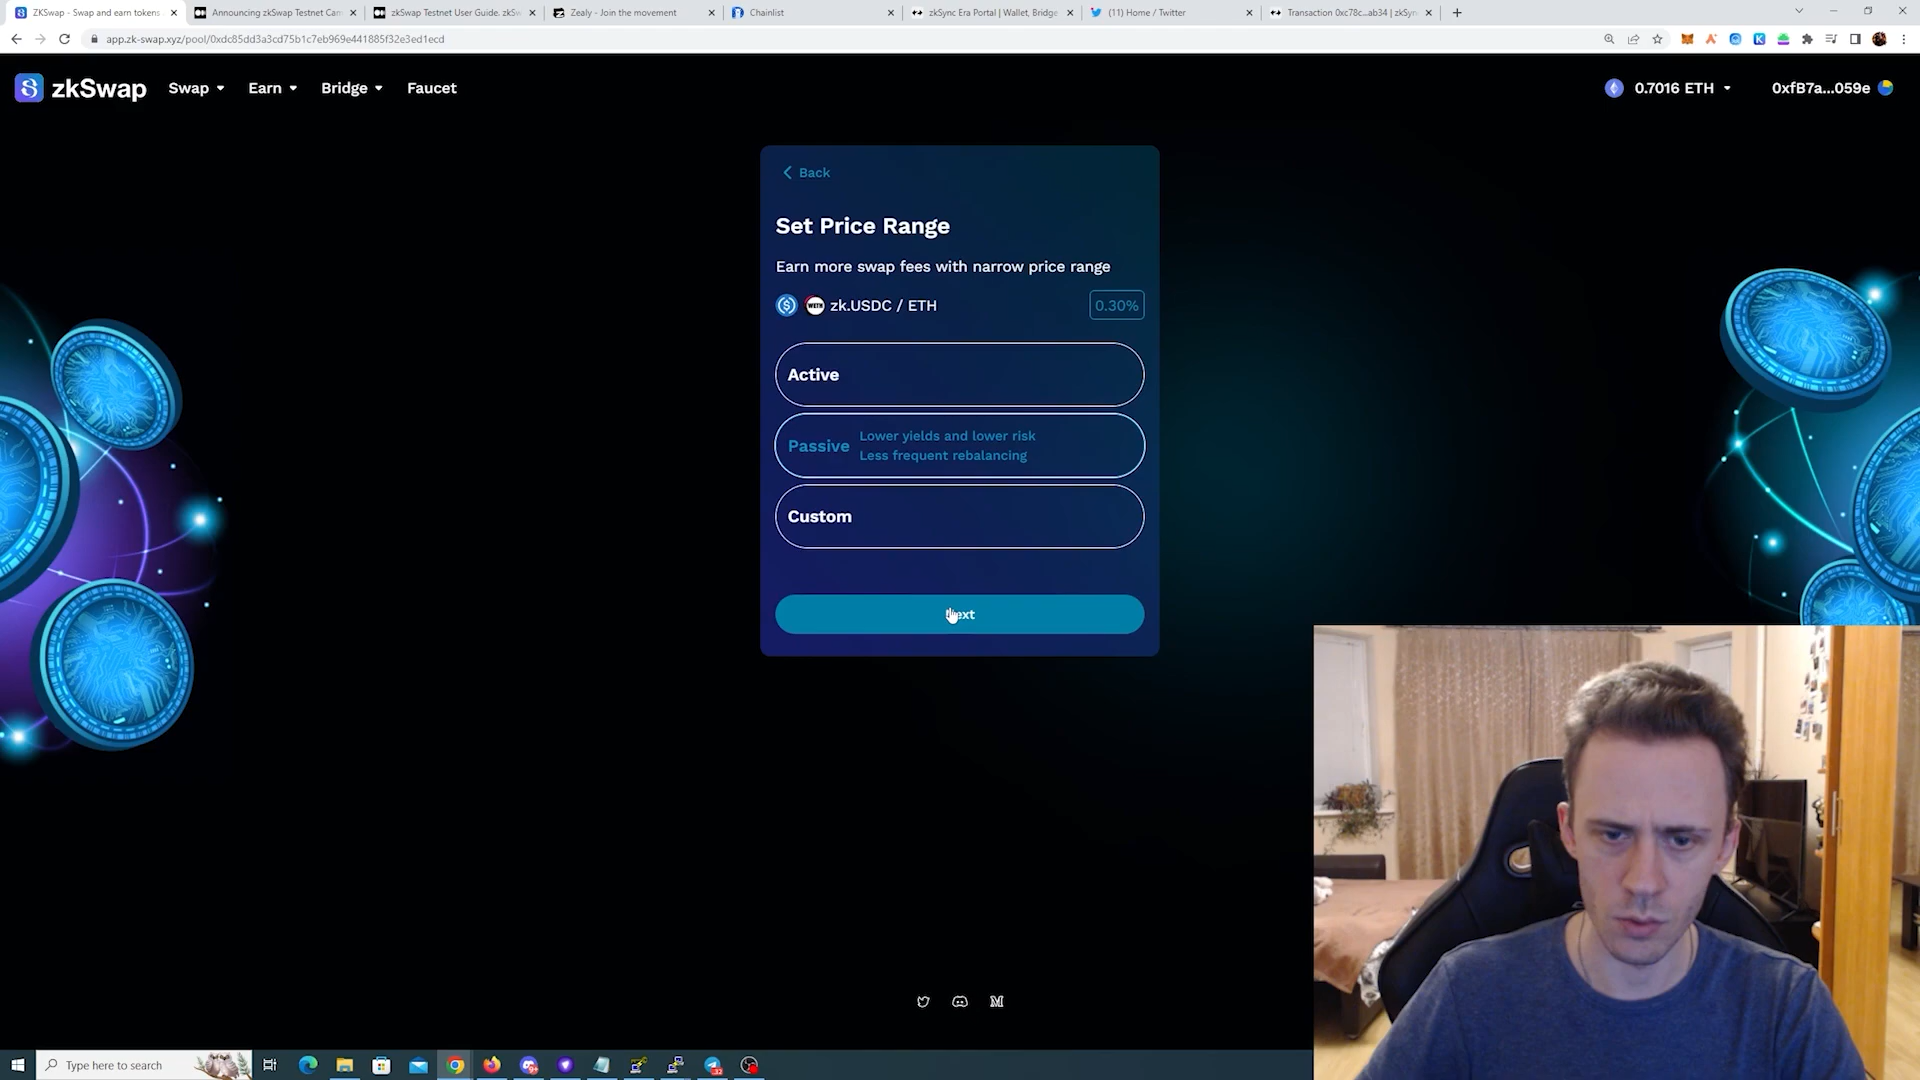 ZKSwap - Swap and earn tokens
Announcing zkSwap Testnet Cam
zkSwap Testnet User Guide. zkSw
Zealy - Join the movement
Chainlist
zkSync Era Portal | Wallet, Bridge
(11) Home / Twitter
Transaction 0xc78c...ab34 | zkSyn
app.zk-swap.xyz/pool/0xdc85dd3a3cd75b1c7eb969e441885f32e3ed1ecd
zkSwap
Swap
Earn
Bridge
Faucet
0.7016 ETH
0xfB7a...059e
Back
Set Price Range
Earn more swap fees with narrow price range
WETH
zk.USDC / ETH
0.30%
Active
Passive
Lower yields and lower risk
Less frequent rebalancing
Custom
Next
Type here to search